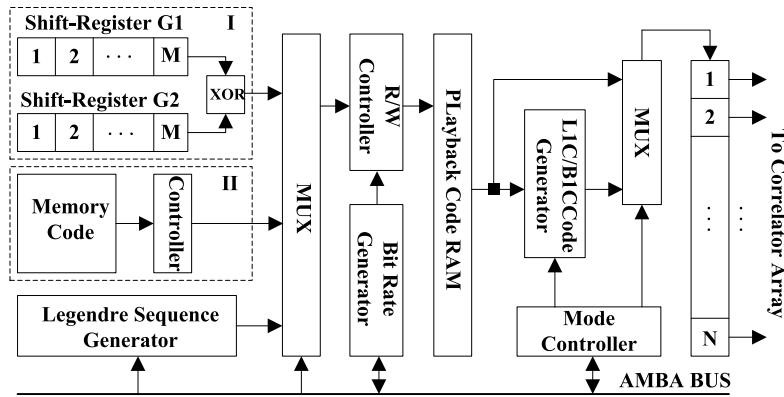 Shift-Register G1
I
1 2 · · · M
XOR
Shift-Register G2
1 2 · · · M
II
Memory
Code
Controller
Legendre Sequence
Generator
MUX
R/W
Controller
Bit Rate
Generator
PLayback Code RAM
L1C/B1CCode
Generator
MUX
Mode
Controller
1
2
· · ·
· · ·
N
To Correlator Array
AMBA BUS